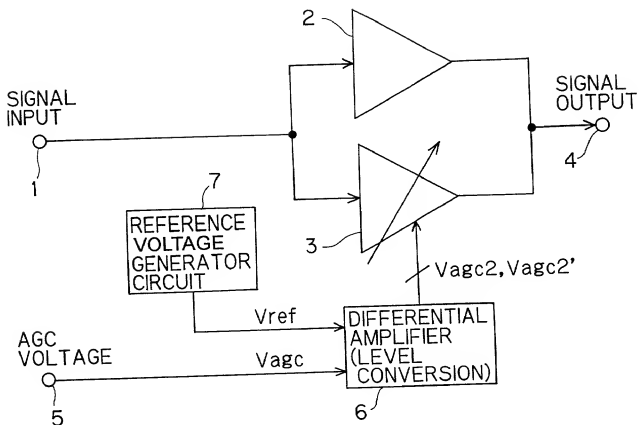 2
SIGNAL
INPUT
1
SIGNAL
OUTPUT
4
7
REFERENCE
VOLTAGE
GENERATOR
CIRCUIT
3
Vagc2,Vagc2'
Vref
AGC
VOLTAGE
Vagc
5
DIFFERENTIAL
AMPLIFIER
(LEVEL
CONVERSION)
6